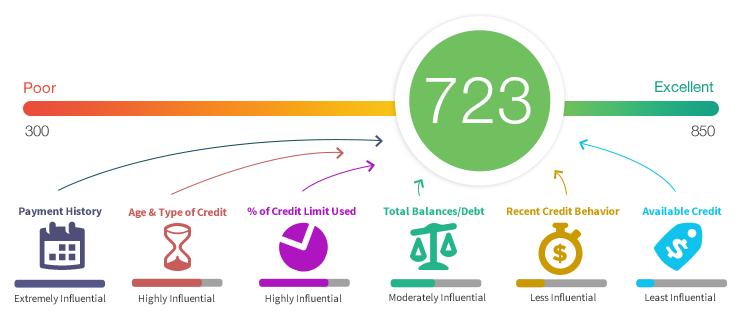 Poor
Excellent
723
300
850
Payment History
Age & Type of Credit
% of Credit Limit Used
Total Balances/Debt
Recent Credit Behavior
Available Credit
$
$
Extremely Influential
Highly Influential
Highly Influential
Moderately Influential
Less Influential
Least Influential